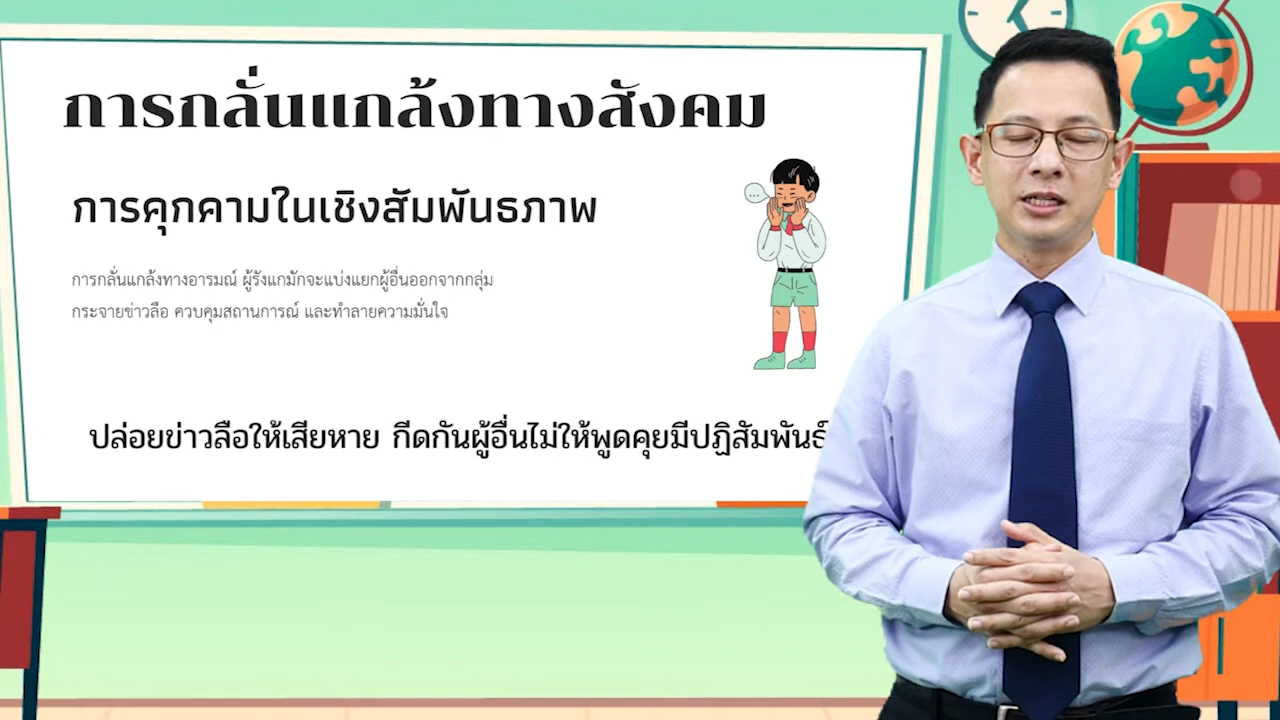 การกลั่นแกล้งทางสังคม
การคุกคามในเชิงสัมพันธภาพ
การกลั่นแกล้งทางอารมณ์ ผู้รังแกมักจะแบ่งแยกผู้อื่นออกจากกลุ่ม
กระจายข่าวลือ ควบคุมสถานการณ์ และทำลายความมั่นใจ
ปล่อยข่าวลือให้เสียหาย กีดกันผู้อื่นไม่ให้พูดคุยมีปฏิสัมพันธ์